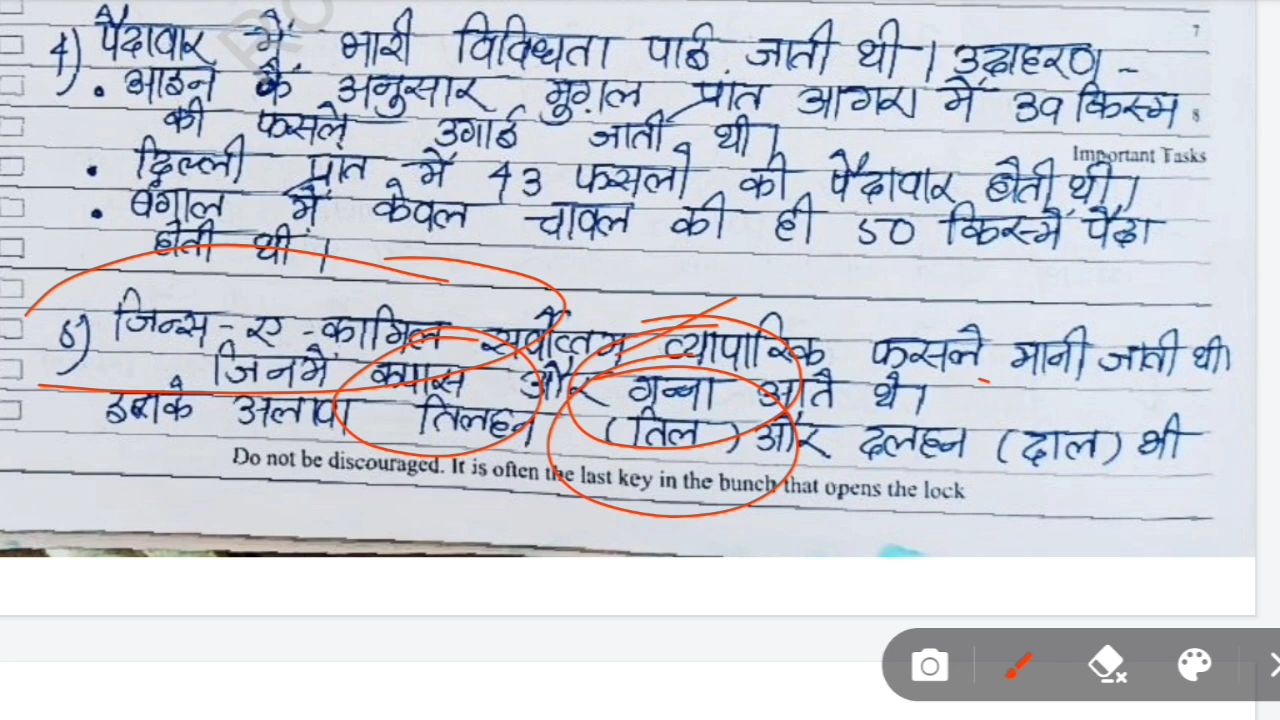 4) पैदावार में भारी विविधता पाई जाती थी। उदाहरण -
7
• आइन के अनुसार मुगल प्रांत आगरा में 39 किस्म
8
की फसलें उगाई जाती थी।
Important Tasks
• दिल्ली प्रांत में 43 फसलों की पैदावार होती थी।
• बंगाल में केवल चावल की ही 50 किस्में पैदा
होती थीं।
5) जिन्स-ए-कामिल सर्वोत्तम व्यापारिक फसलें मानी जाती थी
जिनमें कपास और गन्ना आते थे।
इसके अलावा तिलहन (तिल) और दलहन (दाल) भी
Do not be discouraged. It is often the last key in the bunch that opens the lock